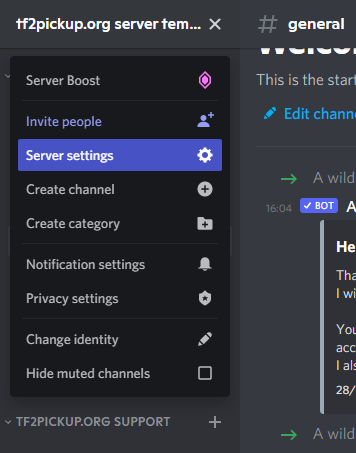 tf2pickup.org server tem...
# general
Welco
This is the star
Edit chann
A wild
16:04 BOT A
He
Tha
I wi
You
acc
I als
28/
A wild
Server Boost
Invite people
Server settings
Create channel
Create category
Notification settings
Privacy settings
Change identity
Hide muted channels
TF2PICKUP.ORG SUPPORT